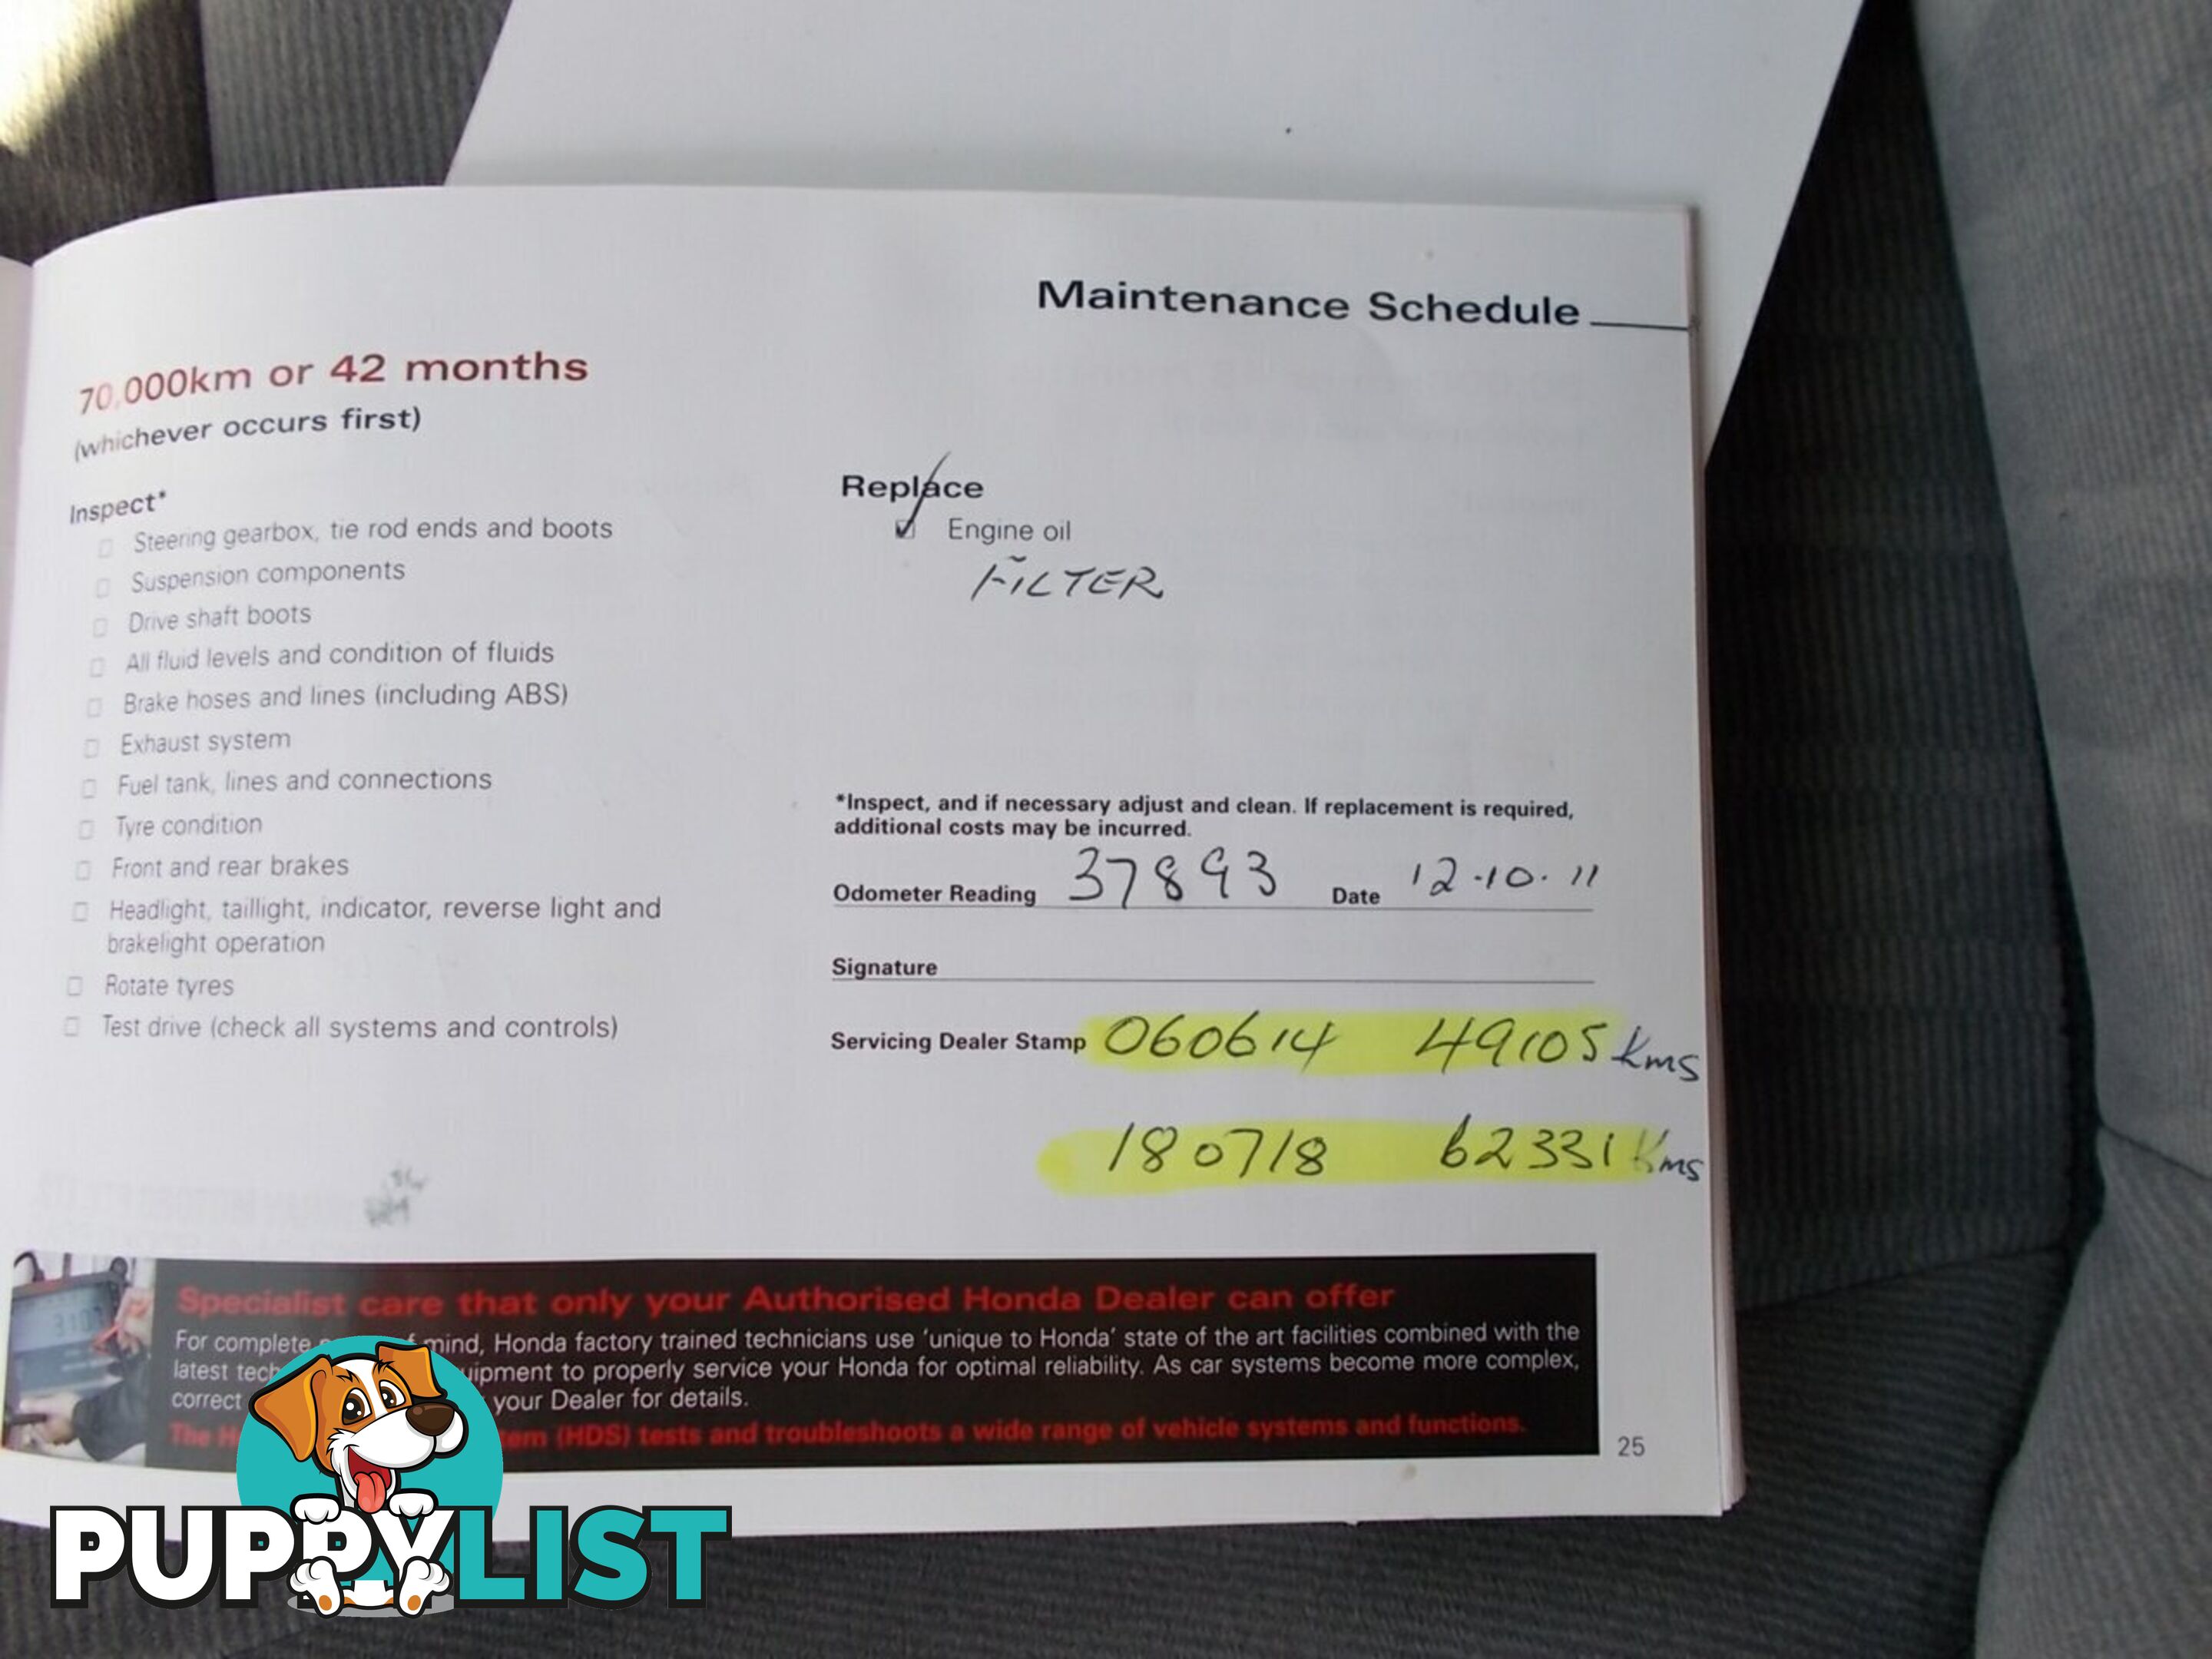 Maintenance Schedule
70,000km or 42 months
(whichever occurs first)
Inspect*
Steering gearbox, tie rod ends and boots
Suspension components
Drive shaft boots
All fluid levels and condition of fluids
Brake hoses and lines (including ABS)
Exhaust system
Fuel tank, lines and connections
Tyre condition
Front and rear brakes
Headlight, taillight, indicator, reverse light and
brakelight operation
Rotate tyres
Test drive (check all systems and controls)
Replace
Engine oil
FILTER
*Inspect, and if necessary adjust and clean. If replacement is required,
additional costs may be incurred.
Odometer Reading 37893 Date 12.10.11
Signature
Servicing Dealer Stamp 060614 49105 kms
180718 62331 kms
Specialist care that only your Authorised Honda Dealer can offer
For complete mind, Honda factory trained technicians use 'unique to Honda' state of the art facilities combined with the
latest to properly service your Honda for optimal reliability. As car systems become more complex,
correct your Dealer for details.
The (HDS) tests and troubleshoots a wide range of vehicle systems and functions.
25
PUPPYLIST